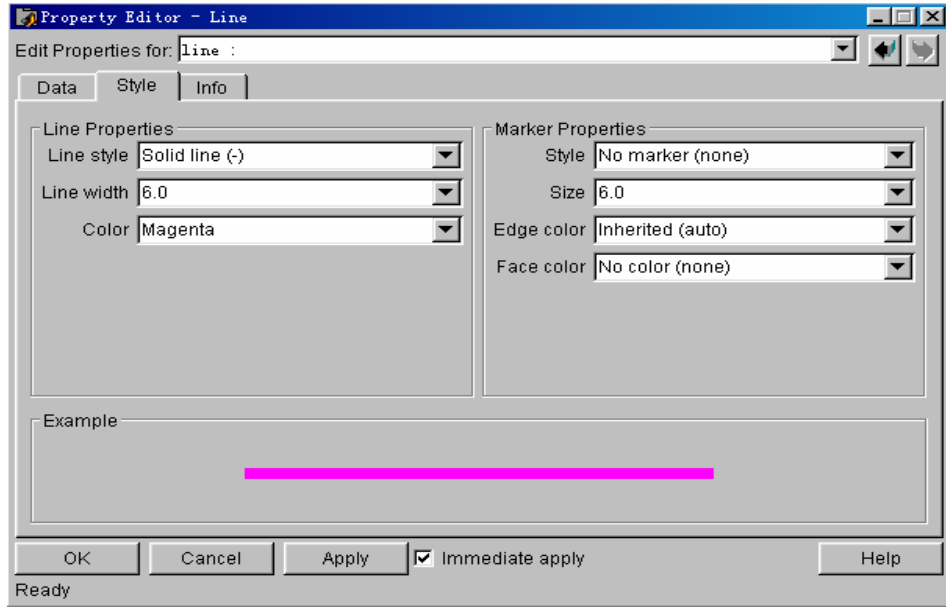 Property Editor - Line
Edit Properties for: line :
Data Style Info
Line Properties
Line style Solid line (-)
Line width 6.0
Color Magenta
Marker Properties
Style No marker (none)
Size 6.0
Edge color Inherited (auto)
Face color No color (none)
Example
OK Cancel Apply Immediate apply Help
Ready